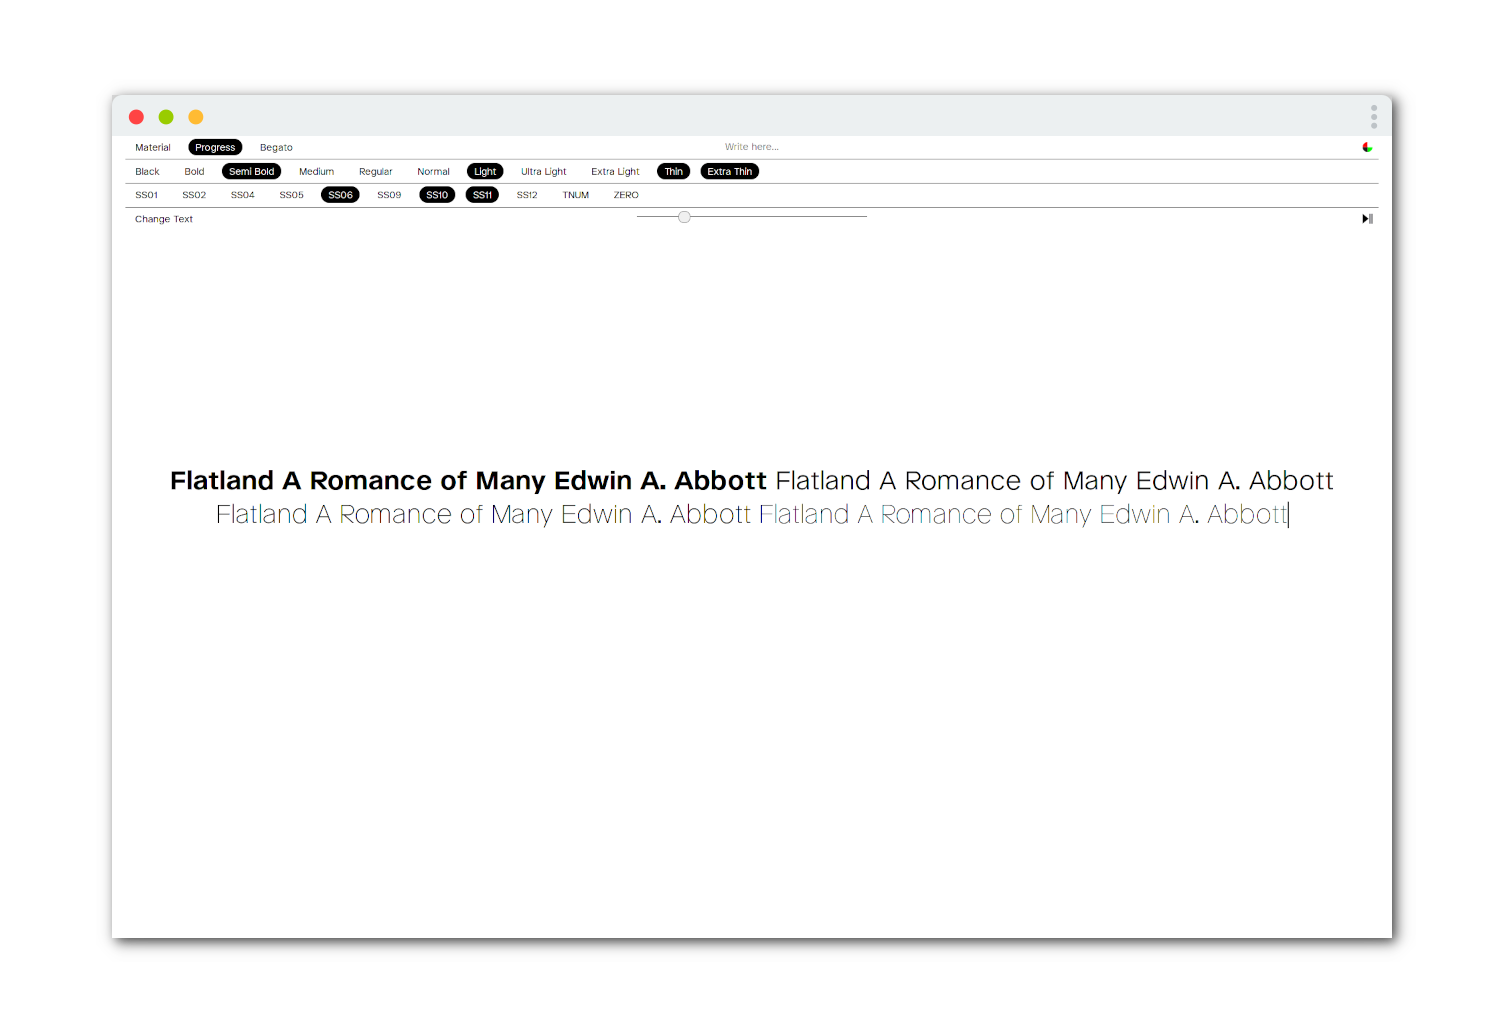 Material Progress Begato Write here...
Black Bold Semi Bold Medium Regular Normal Light Ultra Light Extra Light Thin Extra Thin
SS01 SS02 SS04 SS05 SS06 SS09 SS10 SS11 SS12 TNUM ZERO
Change Text
Flatland A Romance of Many Edwin A. Abbott Flatland A Romance of Many Edwin A. Abbott
Flatland A Romance of Many Edwin A. Abbott Flatland A Romance of Many Edwin A. Abbott